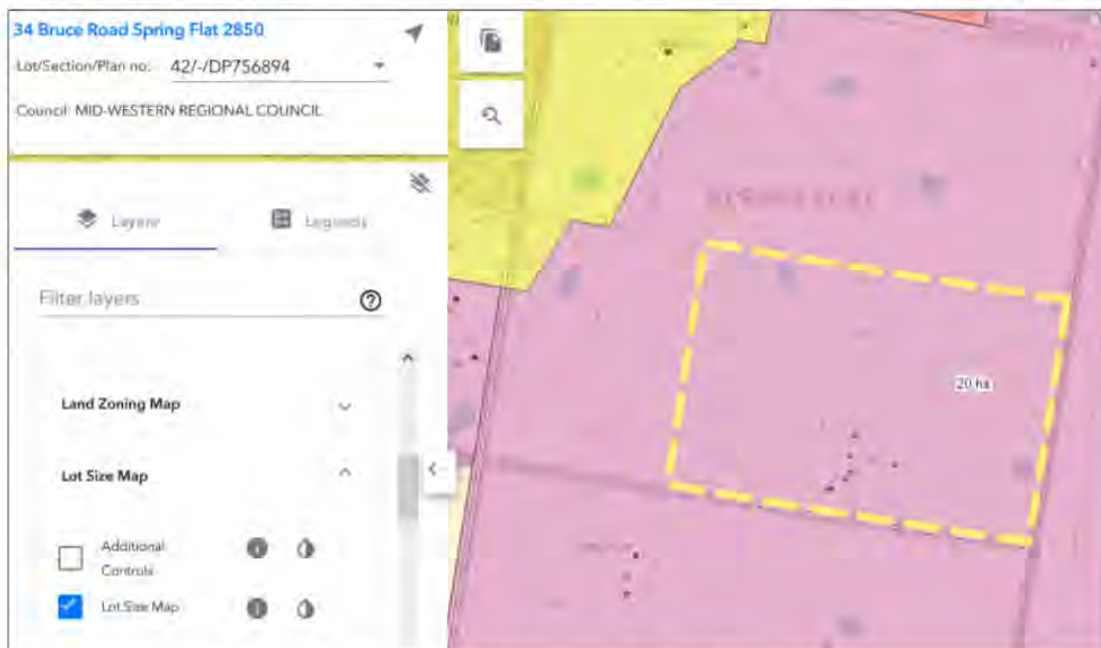 34 Bruce Road Spring Flat 2850
Lot/Section/Plan no: 42/-/DP756894
Council: MID-WESTERN REGIONAL COUNCIL
Layers
Legends
Filter layers
Land Zoning Map
Lot Size Map
Additional
Controls
Lot Size Map
20 ha